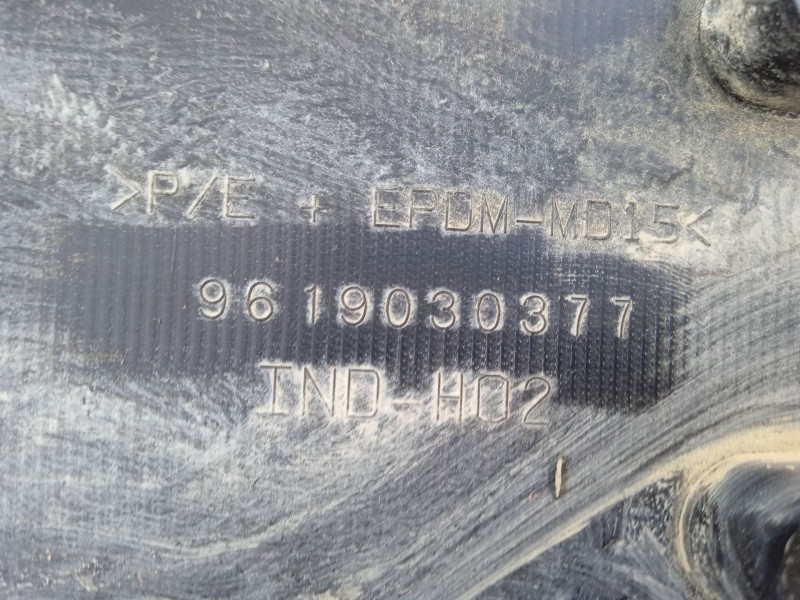 >P/E + EPDM-MD15<
9619030377
IND-H02